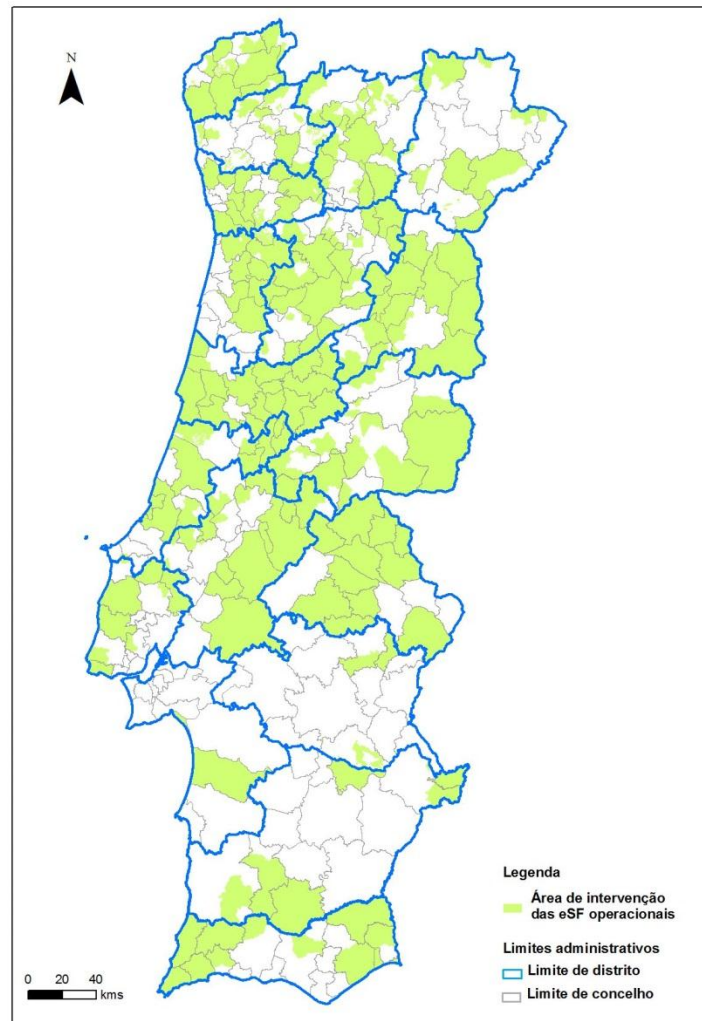 N
Legenda
Área de intervenção
das eSF operacionais
Limites administrativos
Limite de distrito
Limite de concelho
0 20 40
kms